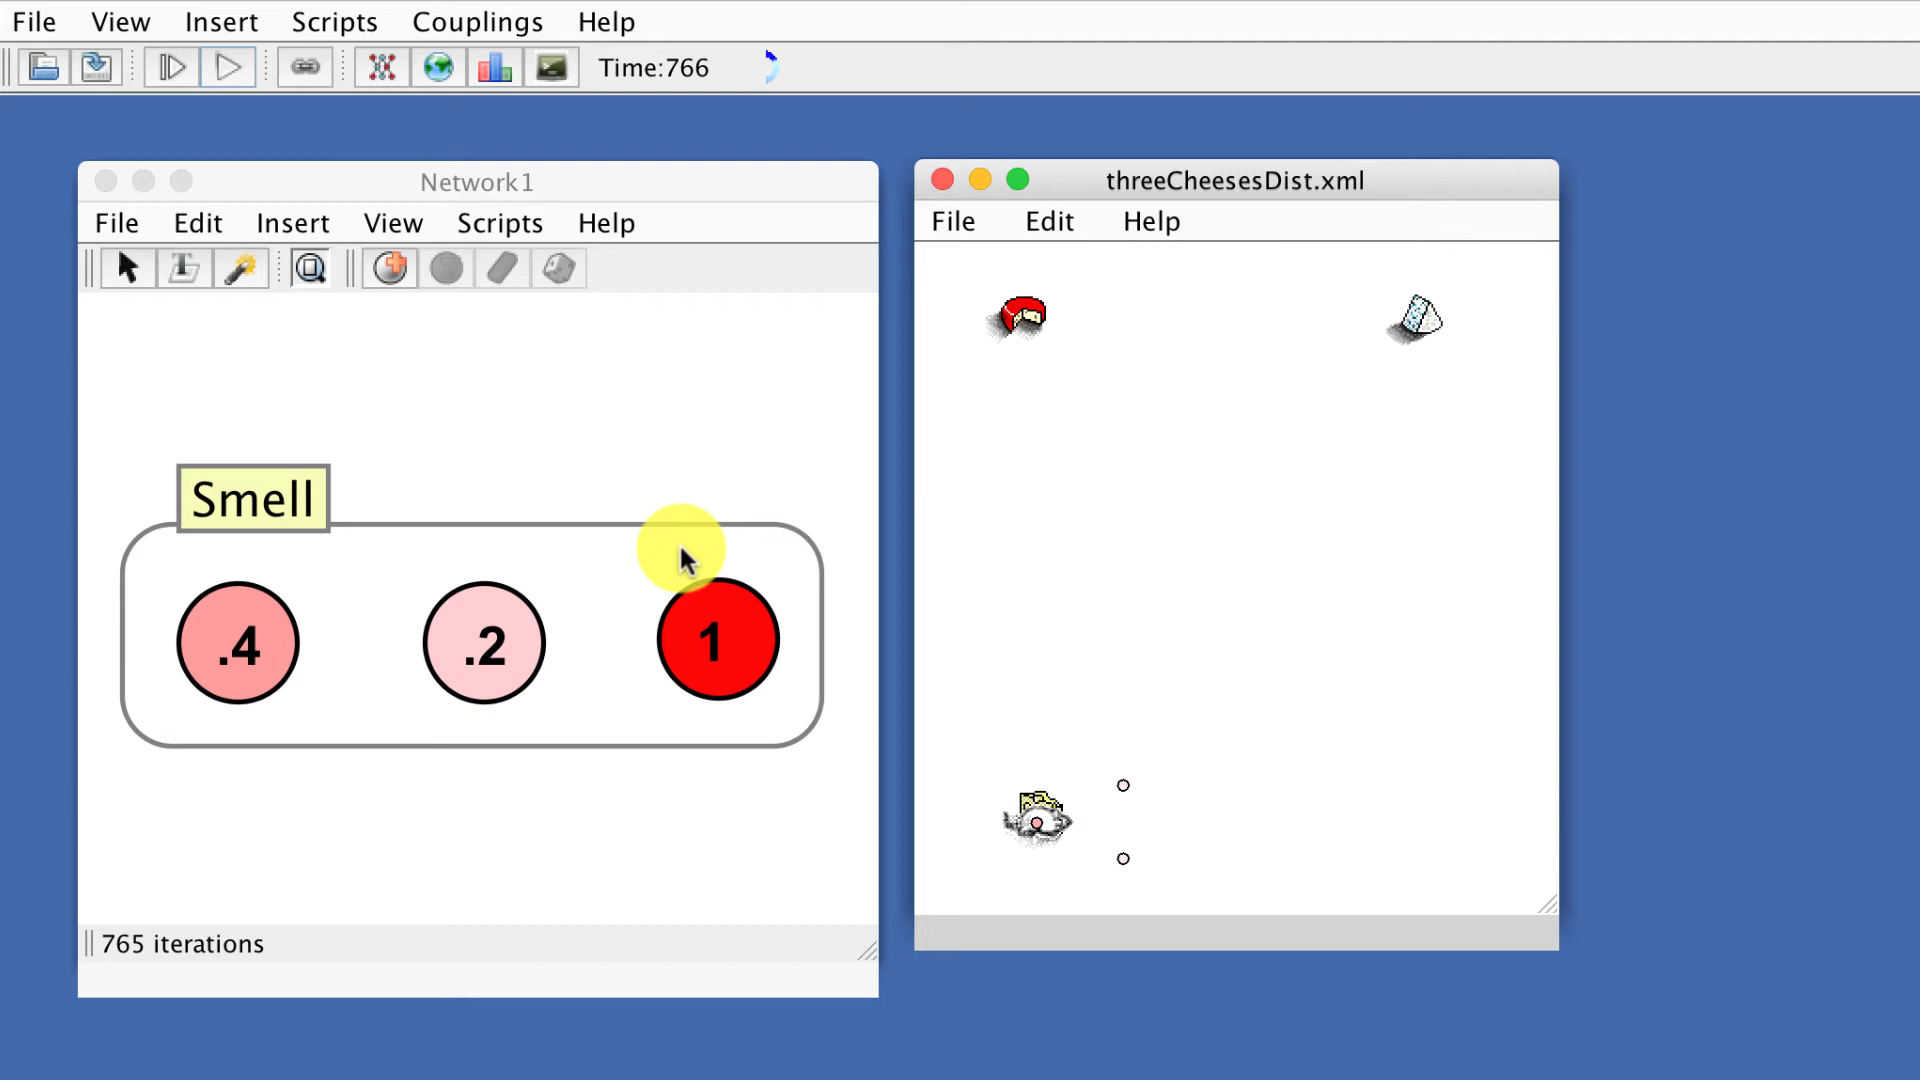 File View Insert Scripts Couplings Help
Time:766
Network1
File Edit Insert View Scripts Help
Smell
.4 .2 1
765 iterations
threeCheesesDist.xml
File Edit Help